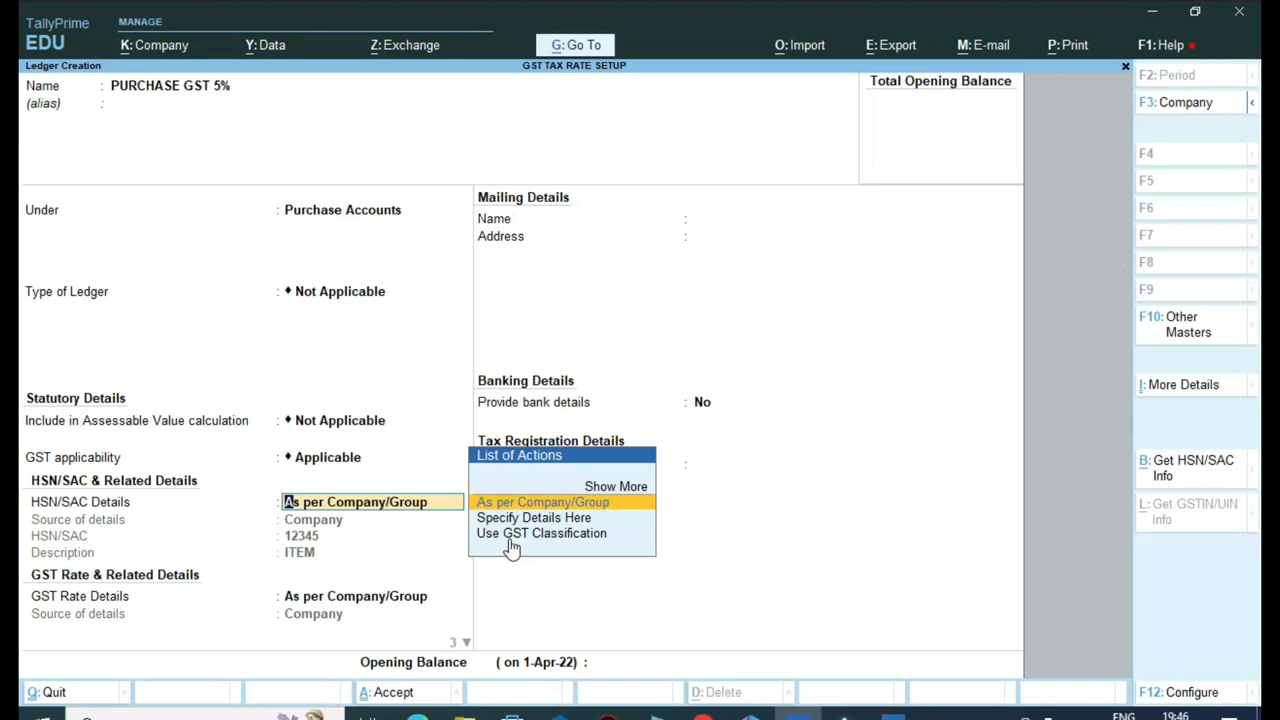 TallyPrime
EDU
MANAGE
K: Company
Y: Data
Z: Exchange
G: Go To
O: Import
E: Export
M: E-mail
P: Print
F1: Help
Ledger Creation
GST TAX RATE SETUP
Name : PURCHASE GST 5%
(alias) :
Total Opening Balance
Under : Purchase Accounts
Type of Ledger : ♦ Not Applicable
Statutory Details
Include in Assessable Value calculation : ♦ Not Applicable
GST applicability : ♦ Applicable
HSN/SAC & Related Details
HSN/SAC Details : As per Company/Group
Source of details : Company
HSN/SAC : 12345
Description : ITEM
GST Rate & Related Details
GST Rate Details : As per Company/Group
Source of details : Company
3 ▼
Mailing Details
Name :
Address :
Banking Details
Provide bank details : No
Tax Registration Details
:
List of Actions
Show More
As per Company/Group
Specify Details Here
Use GST Classification
Opening Balance ( on 1-Apr-22) :
F2: Period
F3: Company
F4
F5
F6
F7
F8
F9
F10: Other
Masters
I: More Details
B: Get HSN/SAC
Info
L: Get GSTIN/UIN
Info
Q: Quit
A: Accept
D: Delete
F12: Configure
ENG
19:46